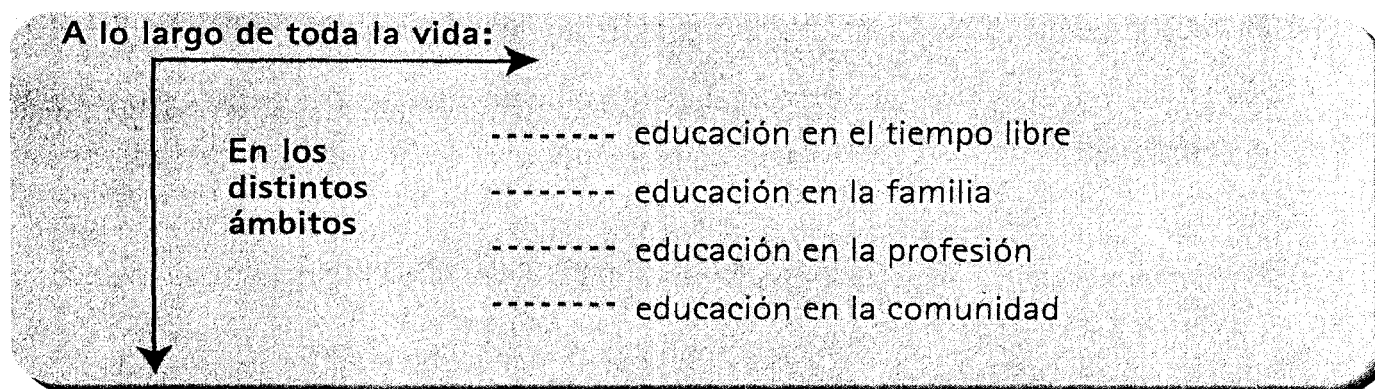 A lo largo de toda la vida:
En los
distintos
ámbitos
educación en el tiempo libre
educación en la familia
educación en la profesión
educación en la comunidad